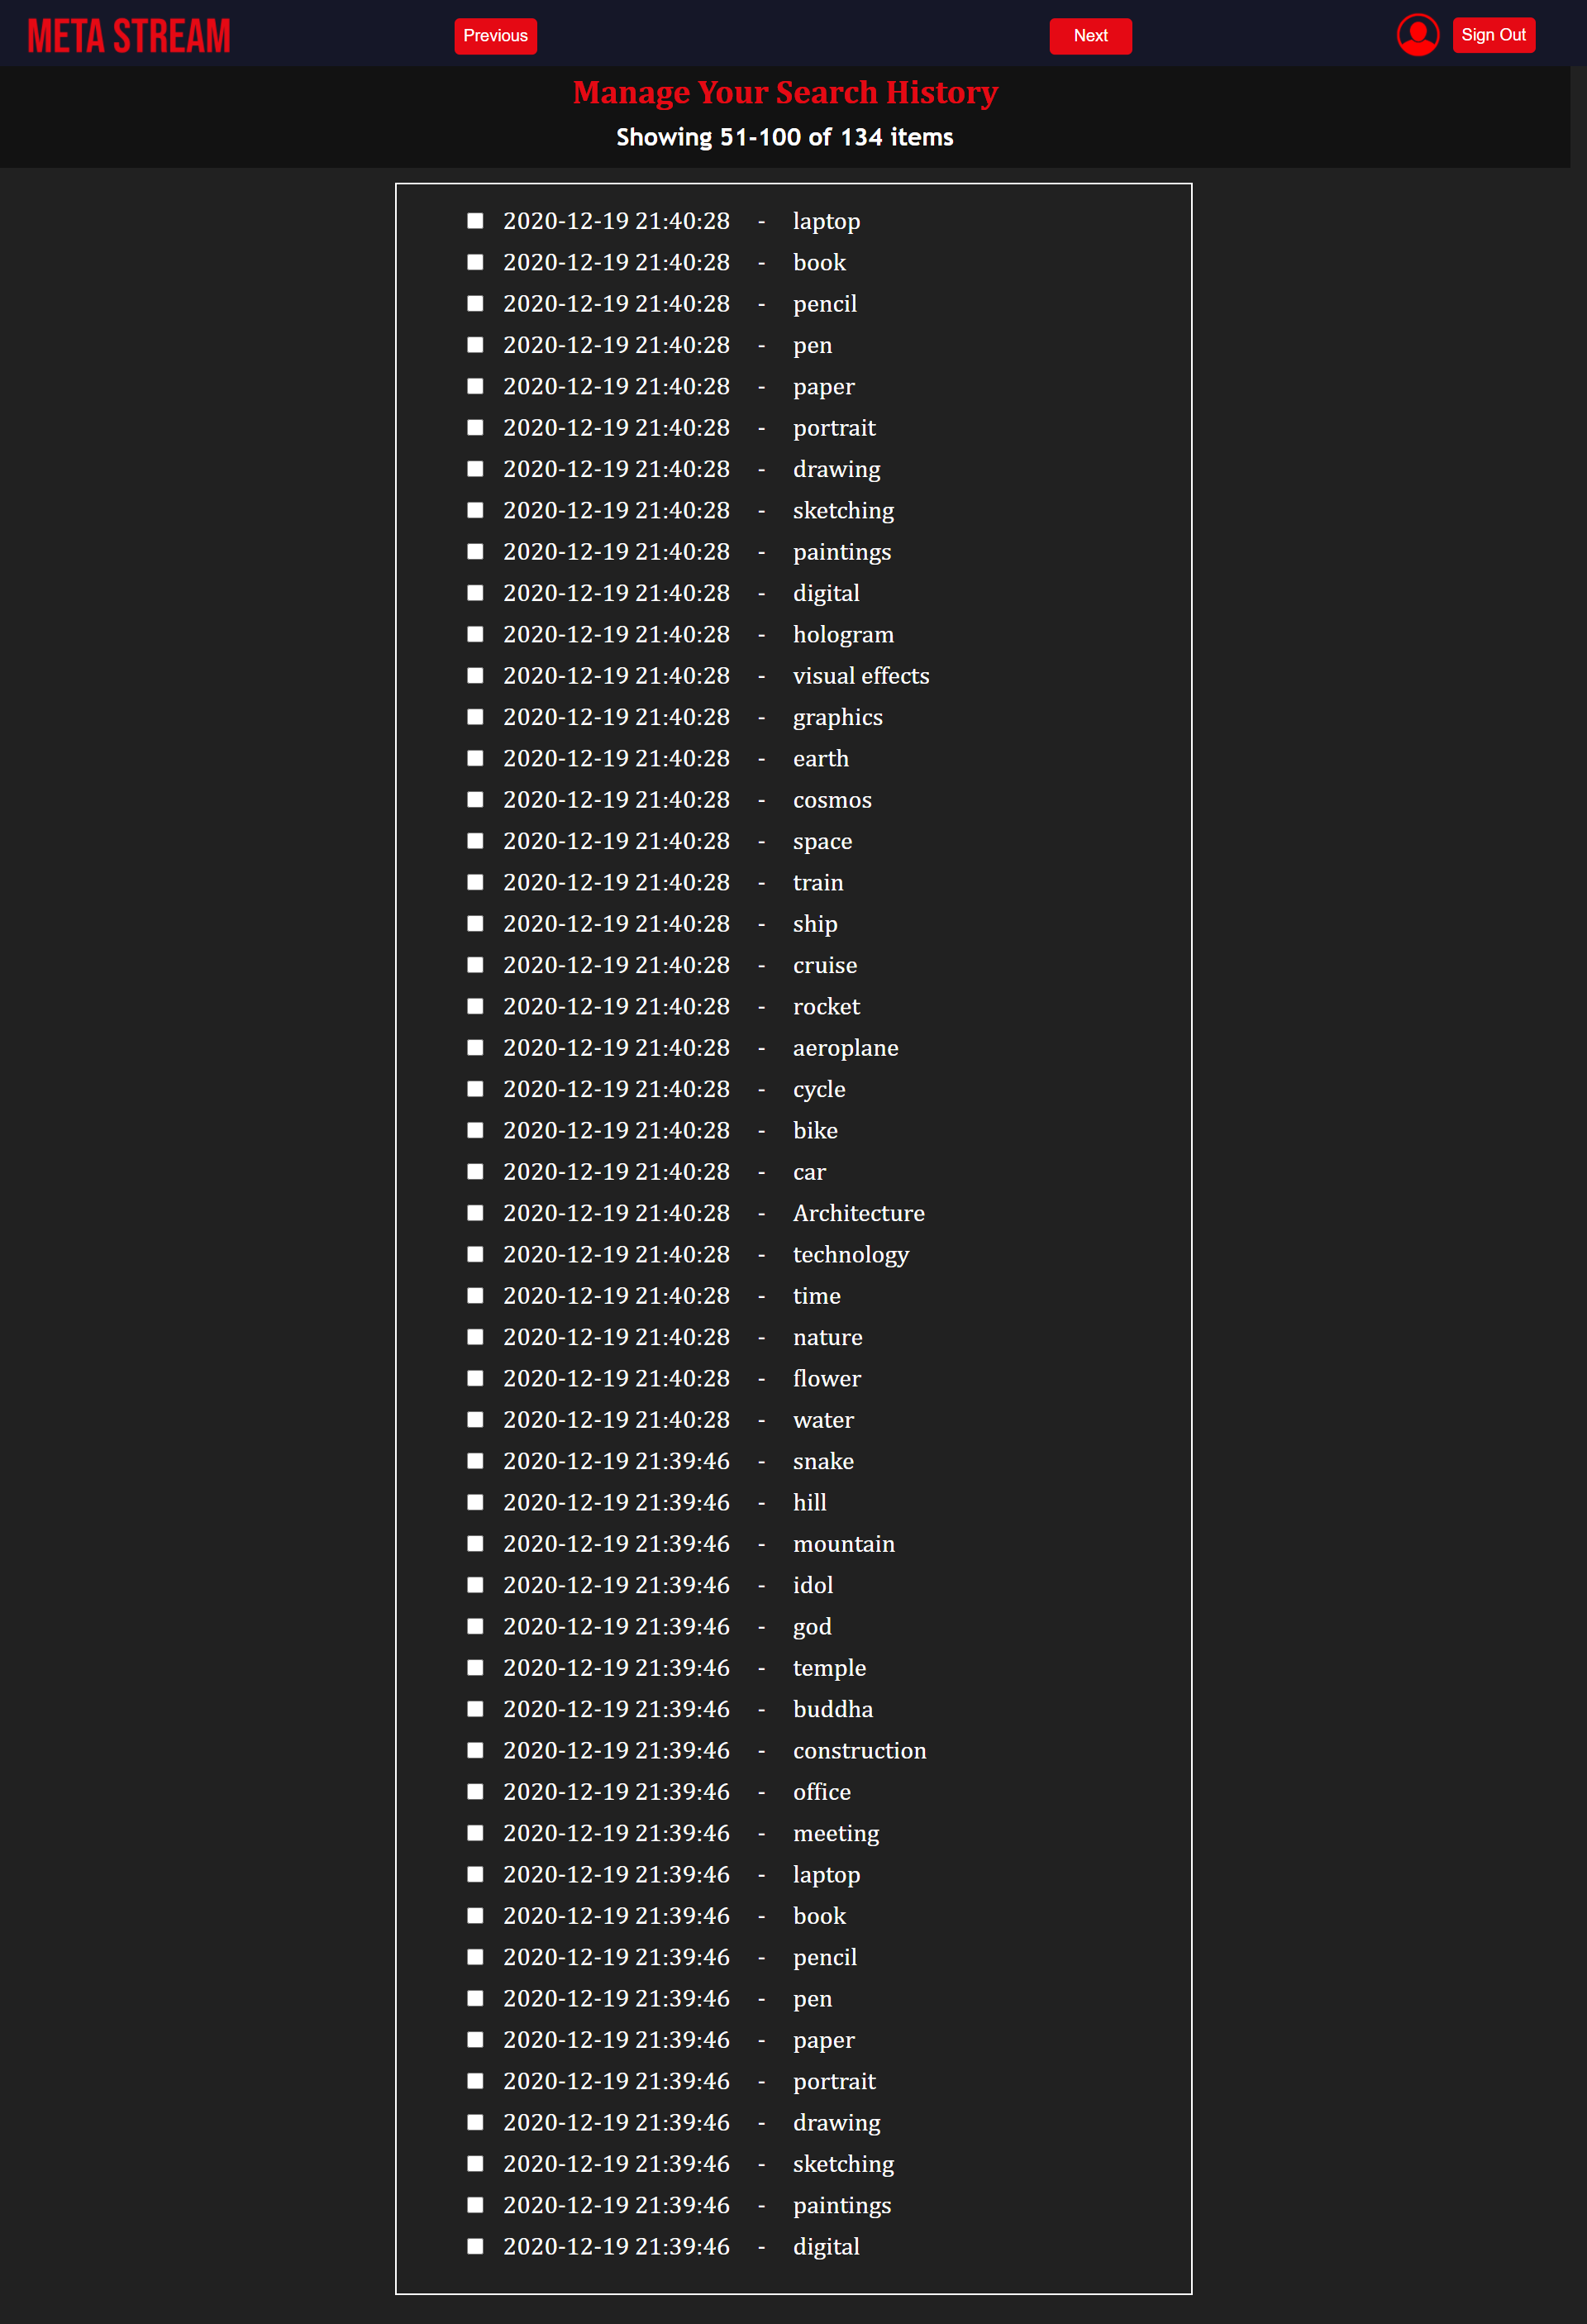 META STREAM Previous Next Sign Out
Manage Your Search History
Showing 51-100 of 134 items
2020-12-19 21:40:28 - laptop
2020-12-19 21:40:28 - book
2020-12-19 21:40:28 - pencil
2020-12-19 21:40:28 - pen
2020-12-19 21:40:28 - paper
2020-12-19 21:40:28 - portrait
2020-12-19 21:40:28 - drawing
2020-12-19 21:40:28 - sketching
2020-12-19 21:40:28 - paintings
2020-12-19 21:40:28 - digital
2020-12-19 21:40:28 - hologram
2020-12-19 21:40:28 - visual effects
2020-12-19 21:40:28 - graphics
2020-12-19 21:40:28 - earth
2020-12-19 21:40:28 - cosmos
2020-12-19 21:40:28 - space
2020-12-19 21:40:28 - train
2020-12-19 21:40:28 - ship
2020-12-19 21:40:28 - cruise
2020-12-19 21:40:28 - rocket
2020-12-19 21:40:28 - aeroplane
2020-12-19 21:40:28 - cycle
2020-12-19 21:40:28 - bike
2020-12-19 21:40:28 - car
2020-12-19 21:40:28 - Architecture
2020-12-19 21:40:28 - technology
2020-12-19 21:40:28 - time
2020-12-19 21:40:28 - nature
2020-12-19 21:40:28 - flower
2020-12-19 21:40:28 - water
2020-12-19 21:39:46 - snake
2020-12-19 21:39:46 - hill
2020-12-19 21:39:46 - mountain
2020-12-19 21:39:46 - idol
2020-12-19 21:39:46 - god
2020-12-19 21:39:46 - temple
2020-12-19 21:39:46 - buddha
2020-12-19 21:39:46 - construction
2020-12-19 21:39:46 - office
2020-12-19 21:39:46 - meeting
2020-12-19 21:39:46 - laptop
2020-12-19 21:39:46 - book
2020-12-19 21:39:46 - pencil
2020-12-19 21:39:46 - pen
2020-12-19 21:39:46 - paper
2020-12-19 21:39:46 - portrait
2020-12-19 21:39:46 - drawing
2020-12-19 21:39:46 - sketching
2020-12-19 21:39:46 - paintings
2020-12-19 21:39:46 - digital